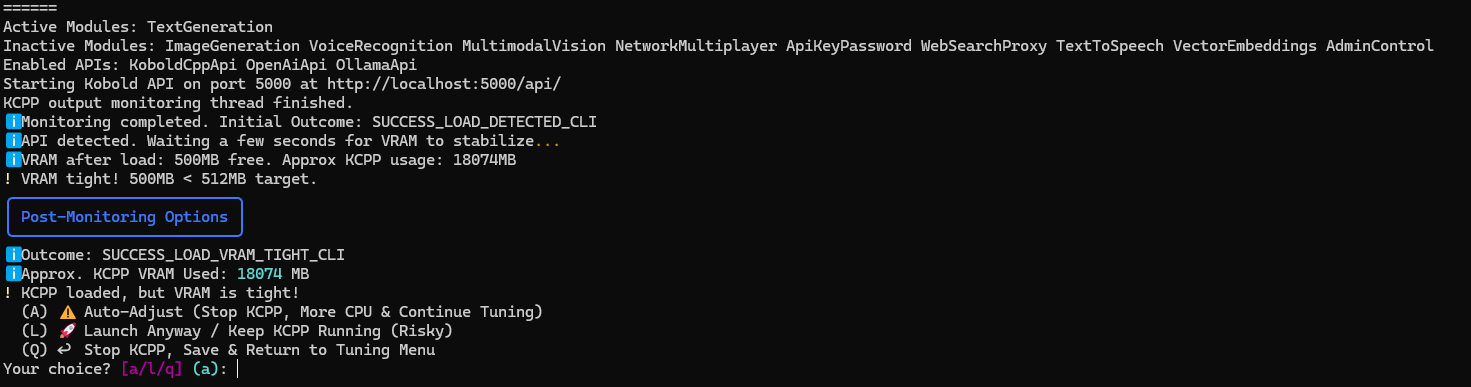 ======
Active Modules: TextGeneration
Inactive Modules: ImageGeneration VoiceRecognition MultimodalVision NetworkMultiplayer ApiKeyPassword WebSearchProxy TextToSpeech VectorEmbeddings AdminControl
Enabled APIs: KoboldCppApi OpenAiApi OllamaApi
Starting Kobold API on port 5000 at http://localhost:5000/api/
KCPP output monitoring thread finished.
ℹ️Monitoring completed. Initial Outcome: SUCCESS_LOAD_DETECTED_CLI
ℹ️API detected. Waiting a few seconds for VRAM to stabilize...
ℹ️VRAM after load: 500MB free. Approx KCPP usage: 18074MB
! VRAM tight! 500MB < 512MB target.
Post-Monitoring Options
ℹ️Outcome: SUCCESS_LOAD_VRAM_TIGHT_CLI
ℹ️Approx. KCPP VRAM Used: 18074 MB
! KCPP loaded, but VRAM is tight!
(A) ⚠️ Auto-Adjust (Stop KCPP, More CPU & Continue Tuning)
(L) 🚀 Launch Anyway / Keep KCPP Running (Risky)
(Q) ↩ Stop KCPP, Save & Return to Tuning Menu
Your choice? [a/l/q] (a):